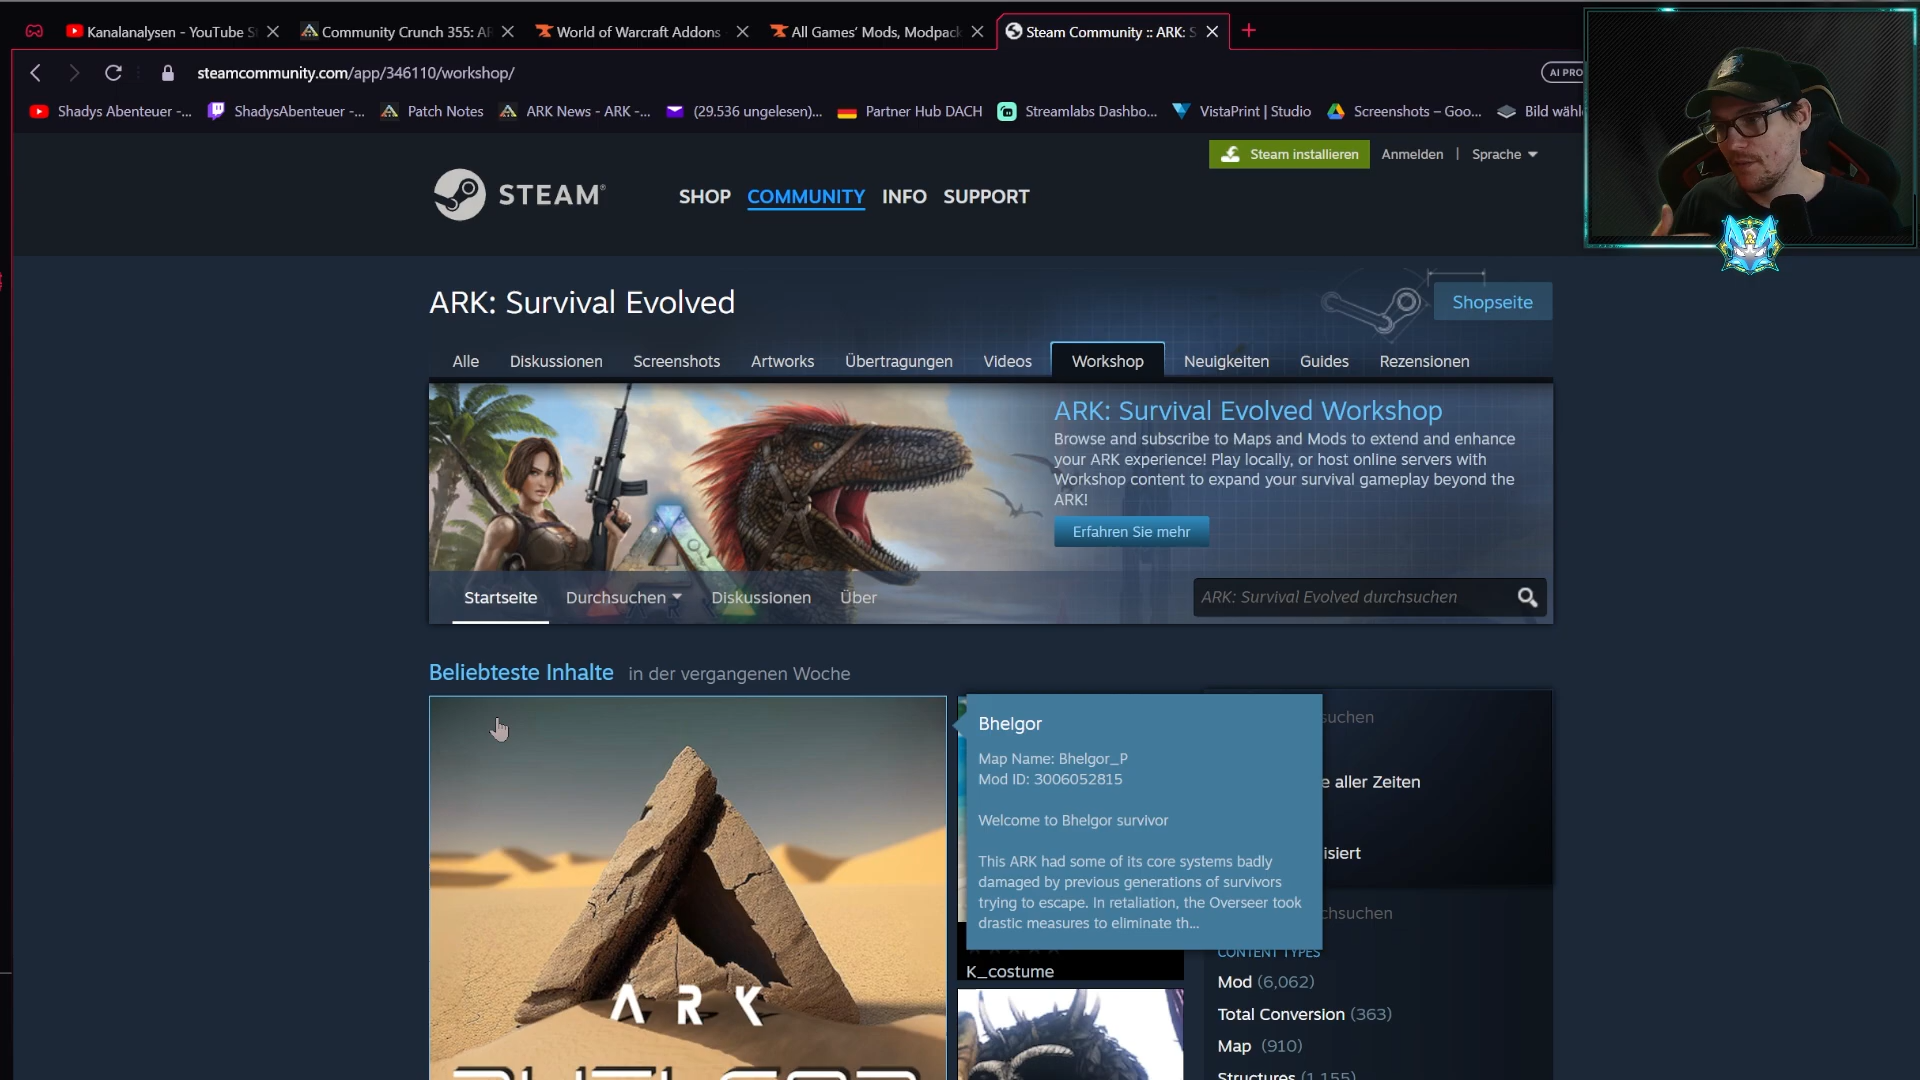 Kanalanalysen - YouTube S
Community Crunch 355: AR
World of Warcraft Addons
All Games' Mods, Modpack
Steam Community :: ARK: S
steamcommunity.com/app/346110/workshop/
AI PRO
Shadys Abenteuer -...
ShadysAbenteuer -...
Patch Notes
ARK News - ARK -...
(29.536 ungelesen)...
Partner Hub DACH
Streamlabs Dashbo...
VistaPrint | Studio
Screenshots – Goo...
Bild wähl
Steam installieren
Anmelden | Sprache
STEAM®
SHOP COMMUNITY INFO SUPPORT
ARK: Survival Evolved
Shopseite
Alle Diskussionen Screenshots Artworks Übertragungen Videos Workshop Neuigkeiten Guides Rezensionen
ARK: Survival Evolved Workshop
Browse and subscribe to Maps and Mods to extend and enhance
your ARK experience! Play locally, or host online servers with
Workshop content to expand your survival gameplay beyond the
ARK!
Erfahren Sie mehr
Startseite Durchsuchen Diskussionen Über
ARK: Survival Evolved durchsuchen
Beliebteste Inhalte in der vergangenen Woche
Bhelgor
Map Name: Bhelgor_P
Mod ID: 3006052815
Welcome to Bhelgor survivor
This ARK had some of its core systems badly
damaged by previous generations of survivors
trying to escape. In retaliation, the Overseer took
drastic measures to eliminate th...
ARK
K_costume
suchen
e aller Zeiten
isiert
chsuchen
CONTENT TYPES
Mod (6,062)
Total Conversion (363)
Map (910)
Structures (1,155)